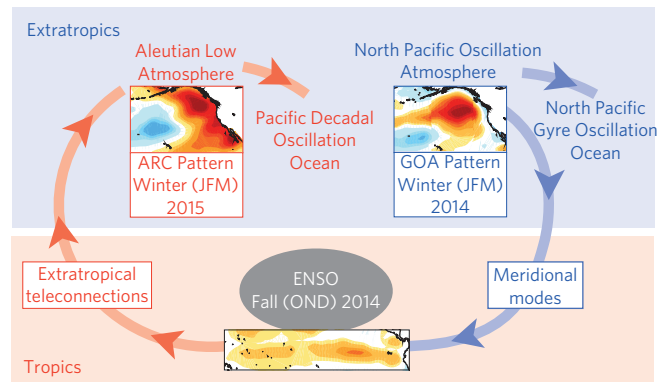 Extratropics
Aleutian Low
Atmosphere
North Pacific Oscillation
Atmosphere
Pacific Decadal
Oscillation
Ocean
North Pacific
Gyre Oscillation
Ocean
ARC Pattern
Winter (JFM)
2015
GOA Pattern
Winter (JFM)
2014
Extratropical
teleconnections
ENSO
Fall (OND) 2014
Meridional
modes
Tropics